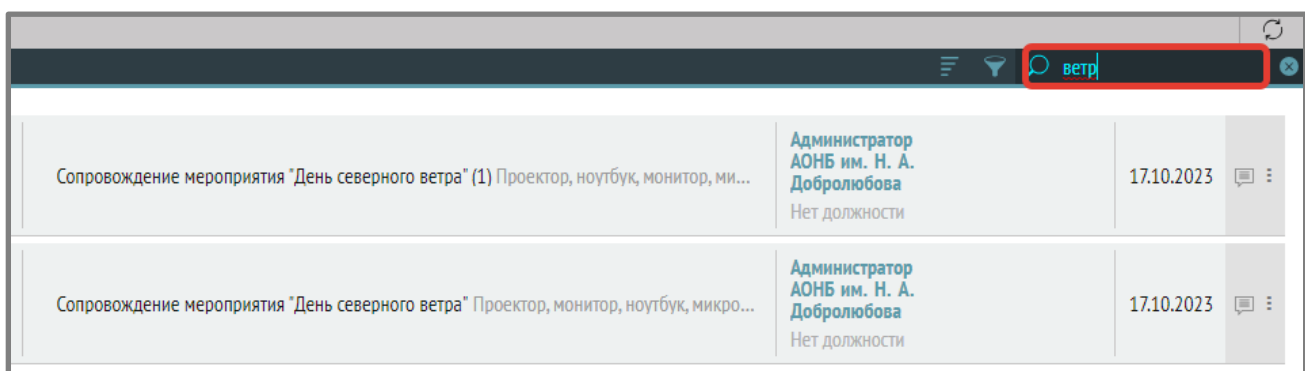 ветр
Сопровождение мероприятия "День северного ветра" (1) Проектор, ноутбук, монитор, ми...
Администратор
АОНБ им. Н. А.
Добролюбова
Нет должности
17.10.2023
Сопровождение мероприятия "День северного ветра" Проектор, монитор, ноутбук, микро...
Администратор
АОНБ им. Н. А.
Добролюбова
Нет должности
17.10.2023